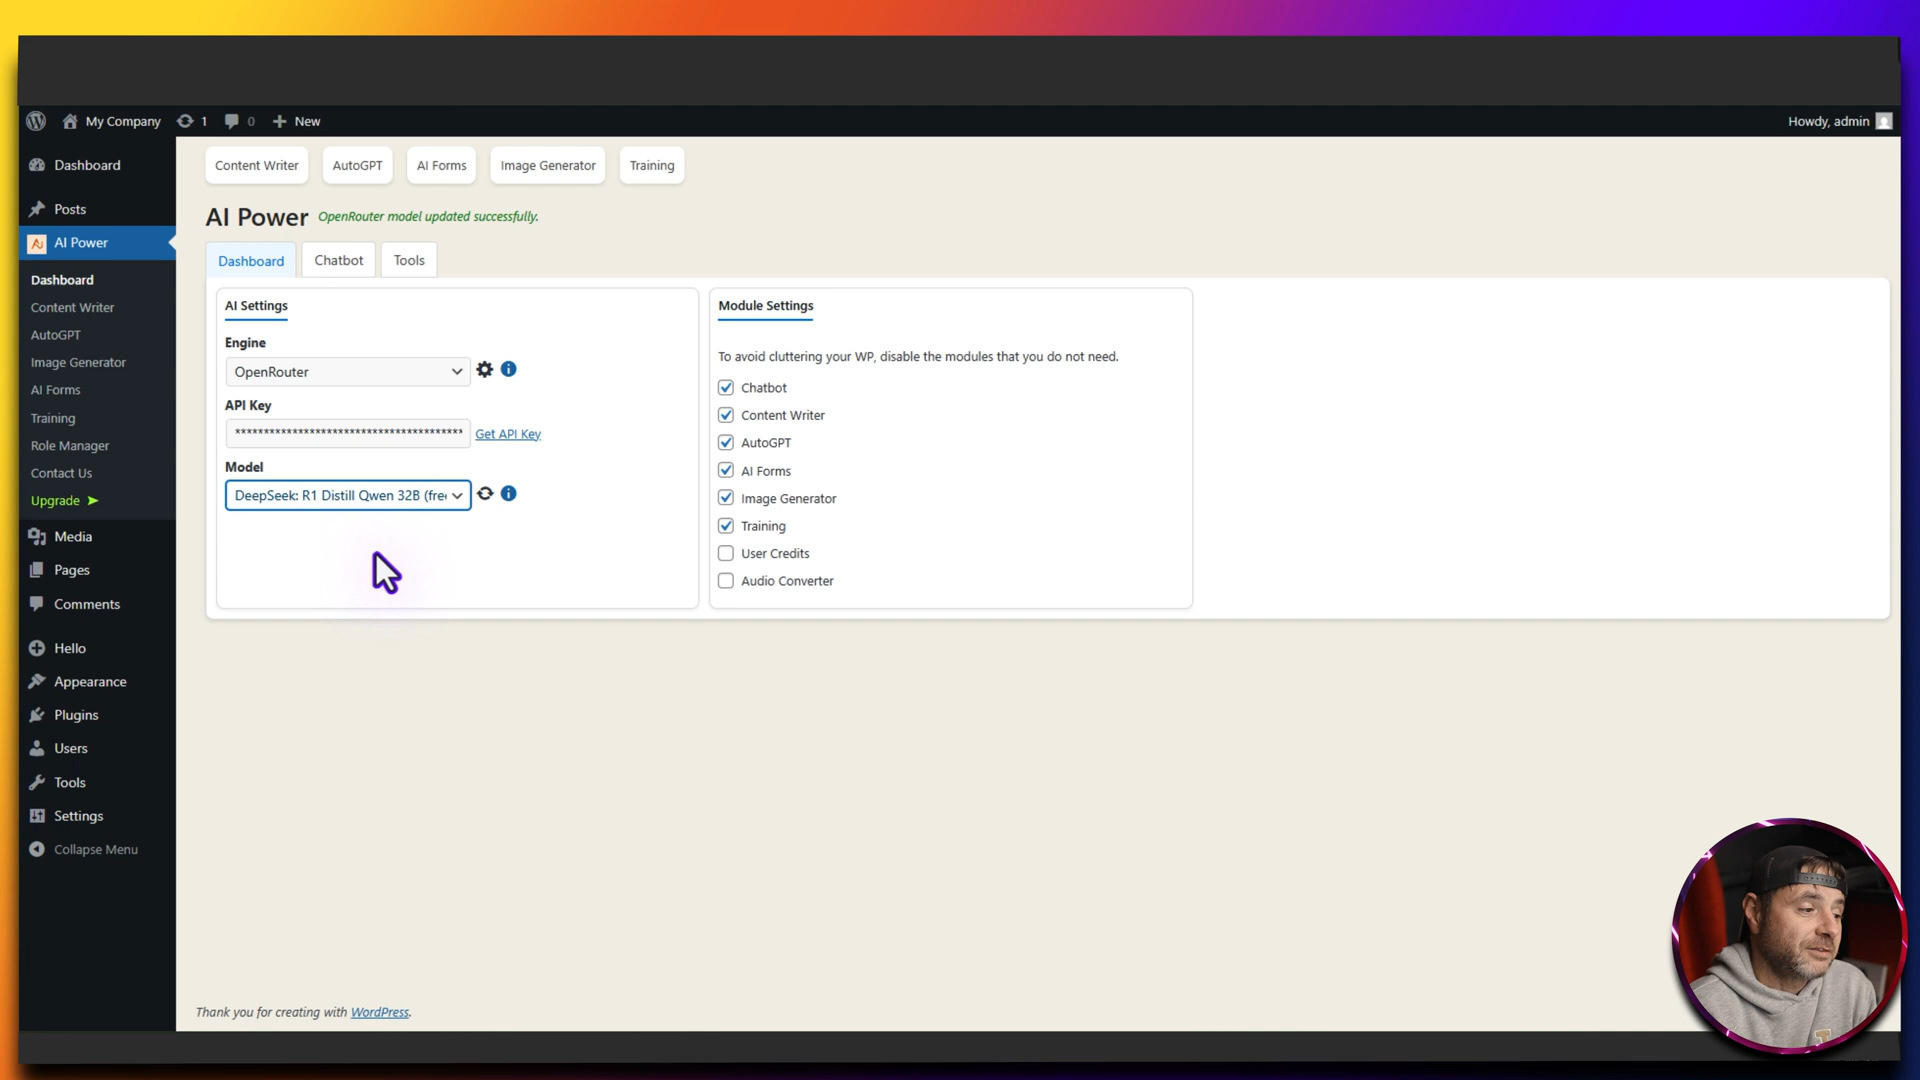 My Company
1
0
New
Howdy, admin
Dashboard
Posts
AI Power
Dashboard
Content Writer
AutoGPT
Image Generator
AI Forms
Training
Role Manager
Contact Us
Upgrade ➤
Media
Pages
Comments
Hello
Appearance
Plugins
Users
Tools
Settings
Collapse Menu
Content Writer
AutoGPT
AI Forms
Image Generator
Training
AI Power OpenRouter model updated successfully.
Dashboard
Chatbot
Tools
AI Settings
Engine
OpenRouter
API Key
****************************************
Get API Key
Model
DeepSeek: R1 Distill Qwen 32B (fre
Module Settings
To avoid cluttering your WP, disable the modules that you do not need.
Chatbot
Content Writer
AutoGPT
AI Forms
Image Generator
Training
User Credits
Audio Converter
Thank you for creating with WordPress.